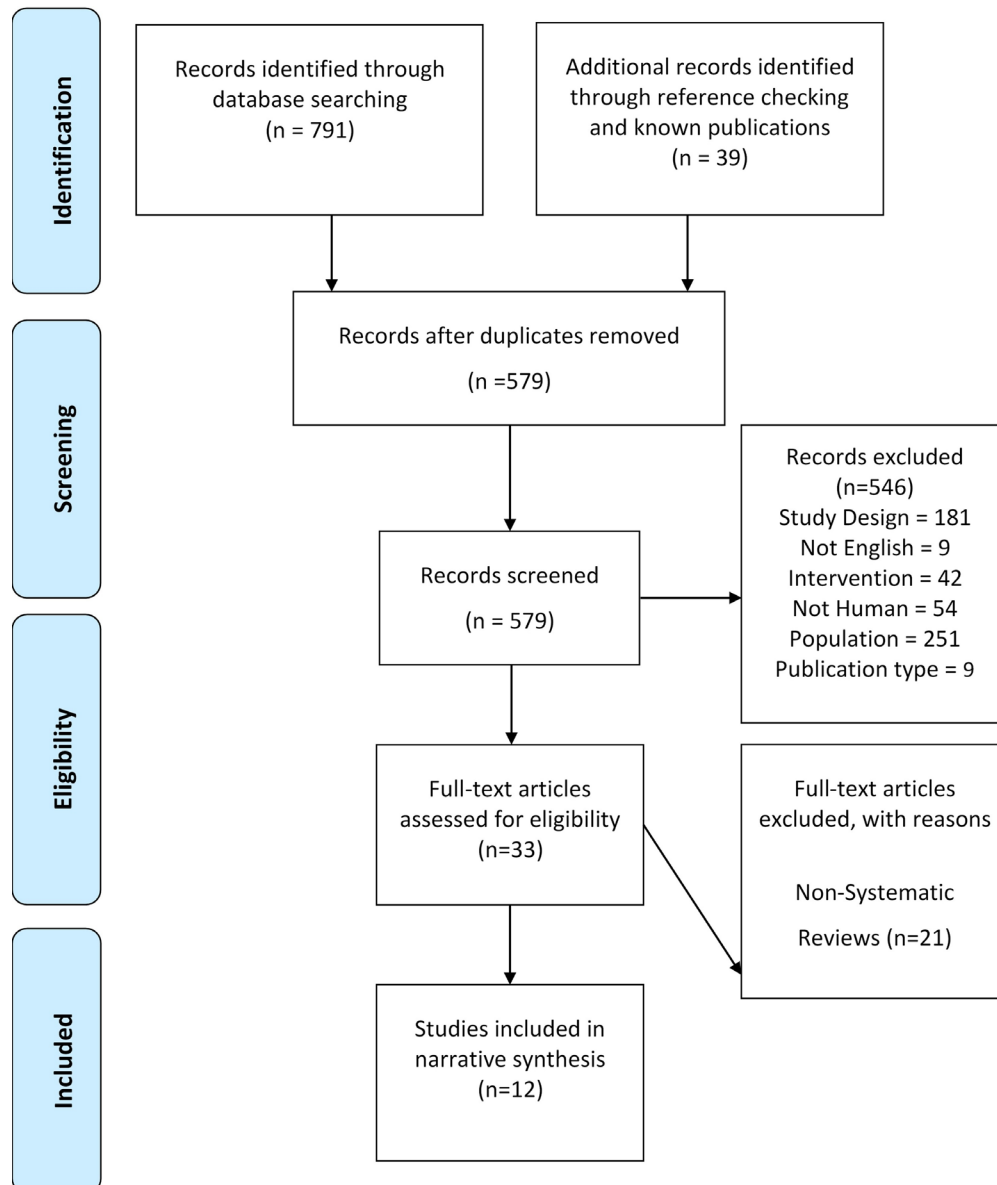 Identification
Records identified through
database searching
(n = 791)
Additional records identified
through reference checking
and known publications
(n = 39)
Records after duplicates removed
(n =579)
Screening
Records screened
(n = 579)
Records excluded
(n=546)
Study Design = 181
Not English = 9
Intervention = 42
Not Human = 54
Population = 251
Publication type = 9
Eligibility
Full-text articles
assessed for eligibility
(n=33)
Full-text articles
excluded, with reasons
Non-Systematic
Reviews (n=21)
Included
Studies included in
narrative synthesis
(n=12)